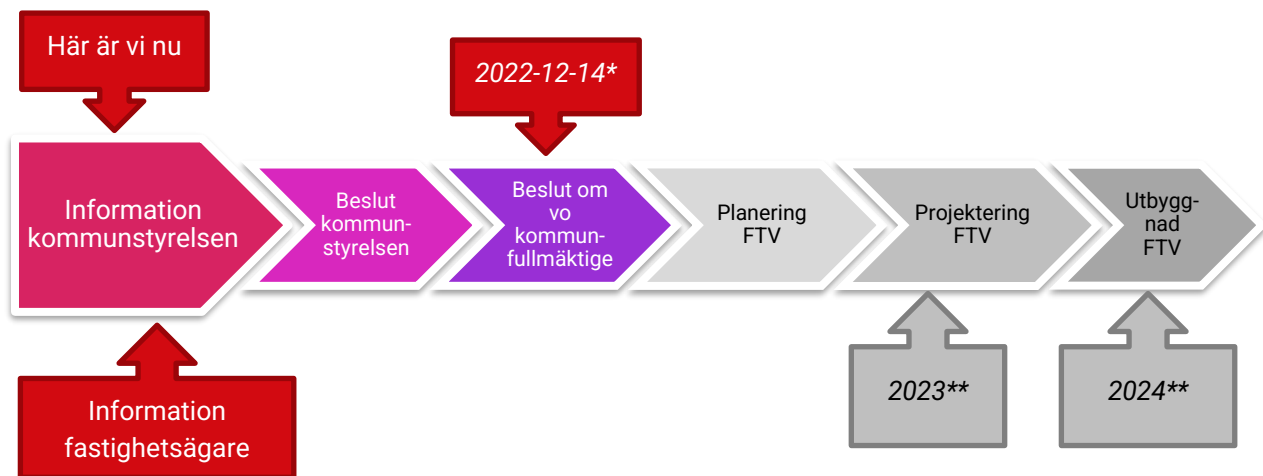 Här är vi nu
2022-12-14*
Information
kommunstyrelsen
Beslut
kommun-
styrelsen
Beslut om
vo
kommun-
fullmäktige
Planering
FTV
Projektering
FTV
Utbygg-
nad
FTV
Information
fastighetsägare
2023**
2024**